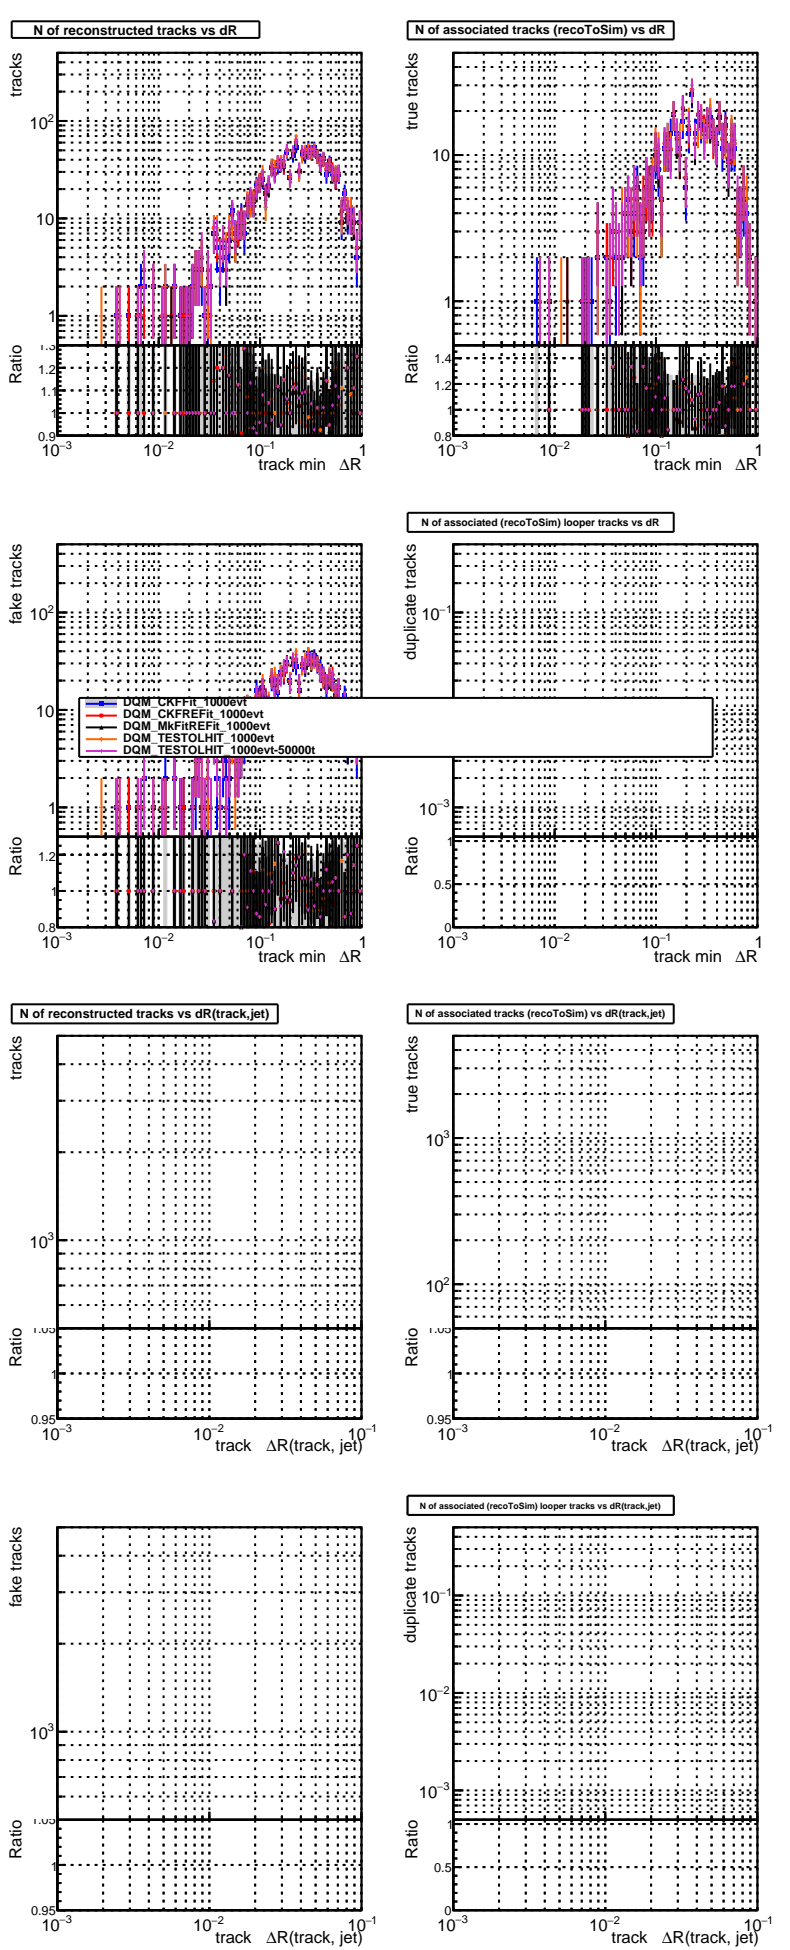 N of reconstructed tracks vs dR
tracks
10²
10
1
Ratio
1.3
1.2
1.1
1
0.9
10⁻³
10⁻²
10⁻¹
1
track min ΔR
N of associated tracks (recoToSim) vs dR
true tracks
10
1
Ratio
1.4
1.2
1
0.8
10⁻³
10⁻²
10⁻¹
1
track min ΔR
fake tracks
10²
10
1
Ratio
1.2
1
0.8
10⁻³
10⁻²
10⁻¹
1
track min ΔR
N of associated (recoToSim) looper tracks vs dR
duplicate tracks
10⁻¹
10⁻³
Ratio
1
0.5
0
10⁻³
10⁻²
10⁻¹
1
track min ΔR
DQM_CKFFit_1000evt
DQM_CKFREFit_1000evt
DQM_MkFitREFit_1000evt
DQM_TESTOLHIT_1000evt
DQM_TESTOLHIT_1000evt-50000t
N of reconstructed tracks vs dR(track,jet)
tracks
10³
Ratio
1.05
1
0.95
10⁻³
10⁻²
10⁻¹
track ΔR(track, jet)
N of associated tracks (recoToSim) vs dR(track,jet)
true tracks
10³
10²
Ratio
1.05
1
0.95
10⁻³
10⁻²
10⁻¹
track ΔR(track, jet)
fake tracks
10³
Ratio
1.05
1
0.95
10⁻³
10⁻²
10⁻¹
track ΔR(track, jet)
N of associated (recoToSim) looper tracks vs dR(track,jet)
duplicate tracks
10⁻¹
10⁻²
10⁻³
Ratio
1
0.5
0
10⁻³
10⁻²
10⁻¹
track ΔR(track, jet)